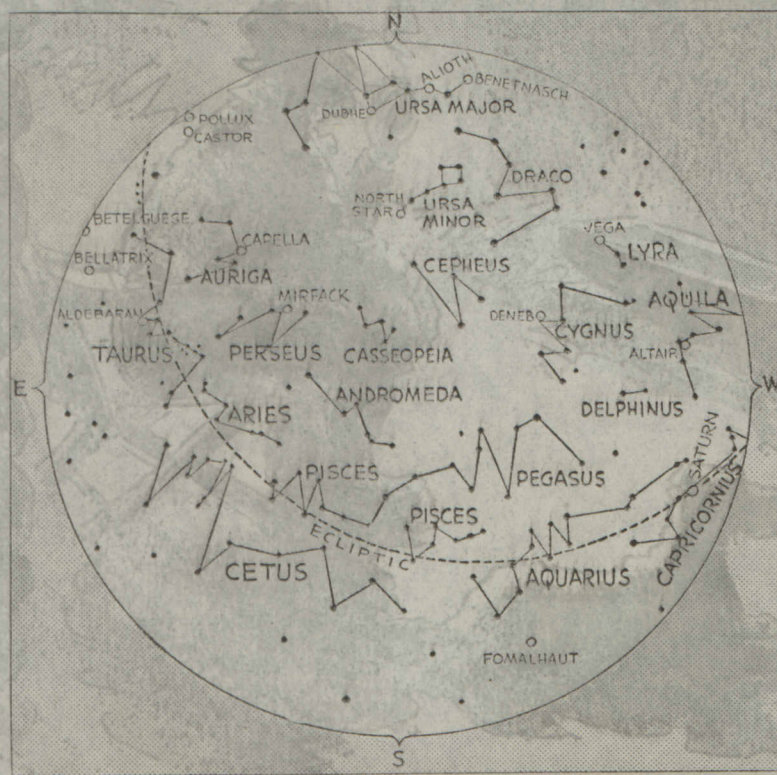 N
ALIOTH
BENETNASCH
DUBHE
URSA MAJOR
POLLUX
CASTOR
DRACO
NORTH
STAR
URSA
MINOR
BETELGUESE
VEGA
LYRA
CAPELLA
BELLATRIX
AURIGA
CEPHEUS
MIRFACK
AQUILA
ALDEBARAN
DENEBO
CYGNUS
TAURUS
PERSEUS
CASSEOPEIA
ALTAIR
E
W
ANDROMEDA
DELPHINUS
ARIES
SATURN
PISCES
PEGASUS
PISCES
CAPRICORNIUS
ECLIPTIC
CETUS
AQUARIUS
FOMALHAUT
S